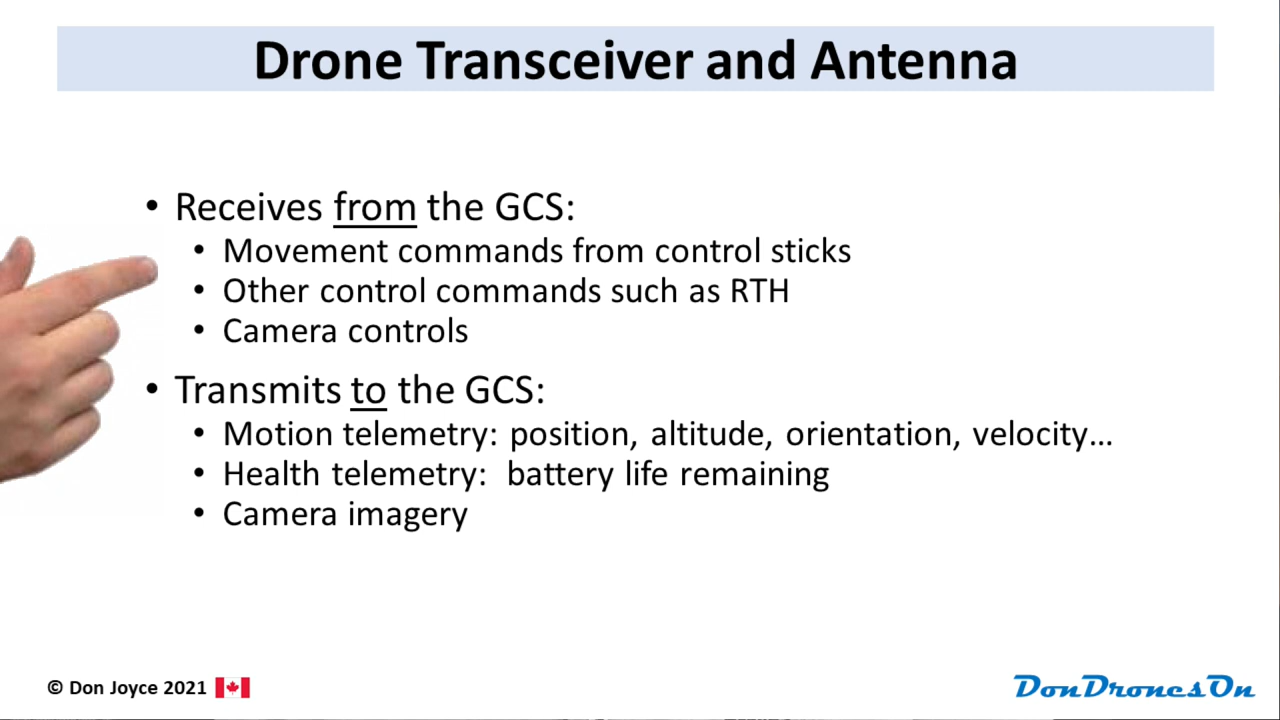 Drone Transceiver and Antenna
• Receives from the GCS:
• Movement commands from control sticks
• Other control commands such as RTH
• Camera controls
• Transmits to the GCS:
• Motion telemetry: position, altitude, orientation, velocity...
• Health telemetry: battery life remaining
• Camera imagery
© Don Joyce 2021
DonDronesOn